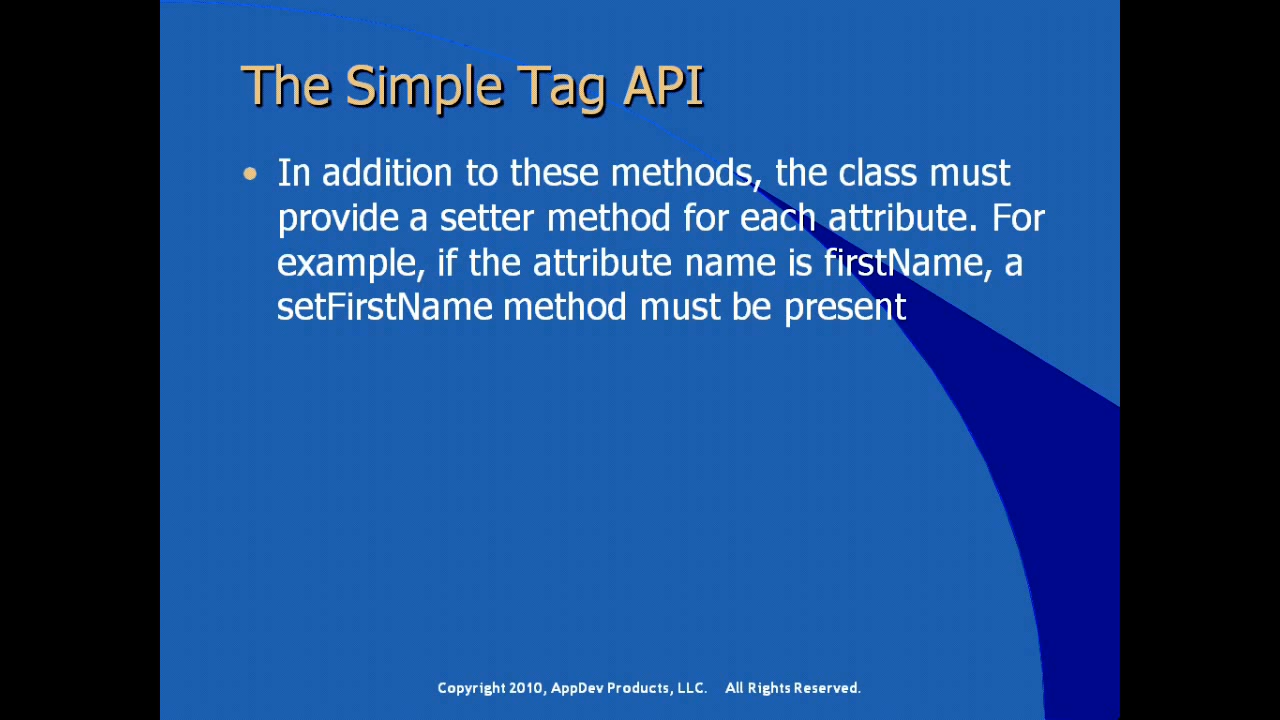 The Simple Tag API
• In addition to these methods, the class must
provide a setter method for each attribute. For
example, if the attribute name is firstName, a
setFirstName method must be present
Copyright 2010, AppDev Products, LLC. All Rights Reserved.